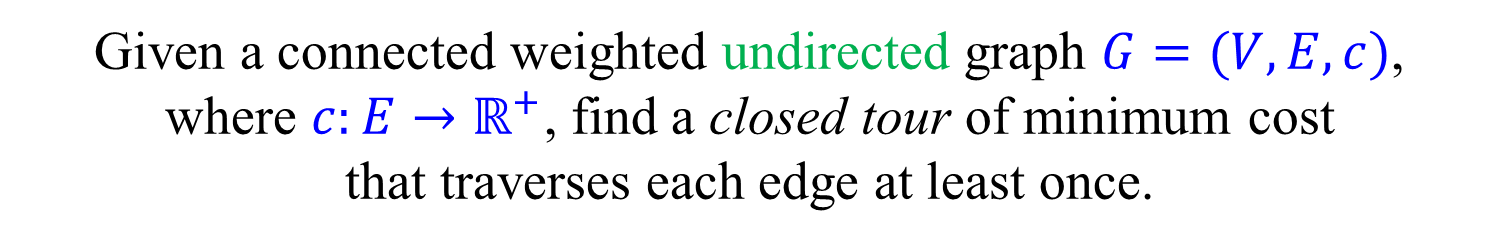 Given a connected weighted undirected graph G = (V, E, c),
where c: E → ℝ⁺, find a closed tour of minimum cost
that traverses each edge at least once.